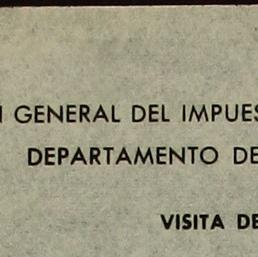 GENERAL DEL IMPUES
DEPARTAMENTO DE
VISITA DE